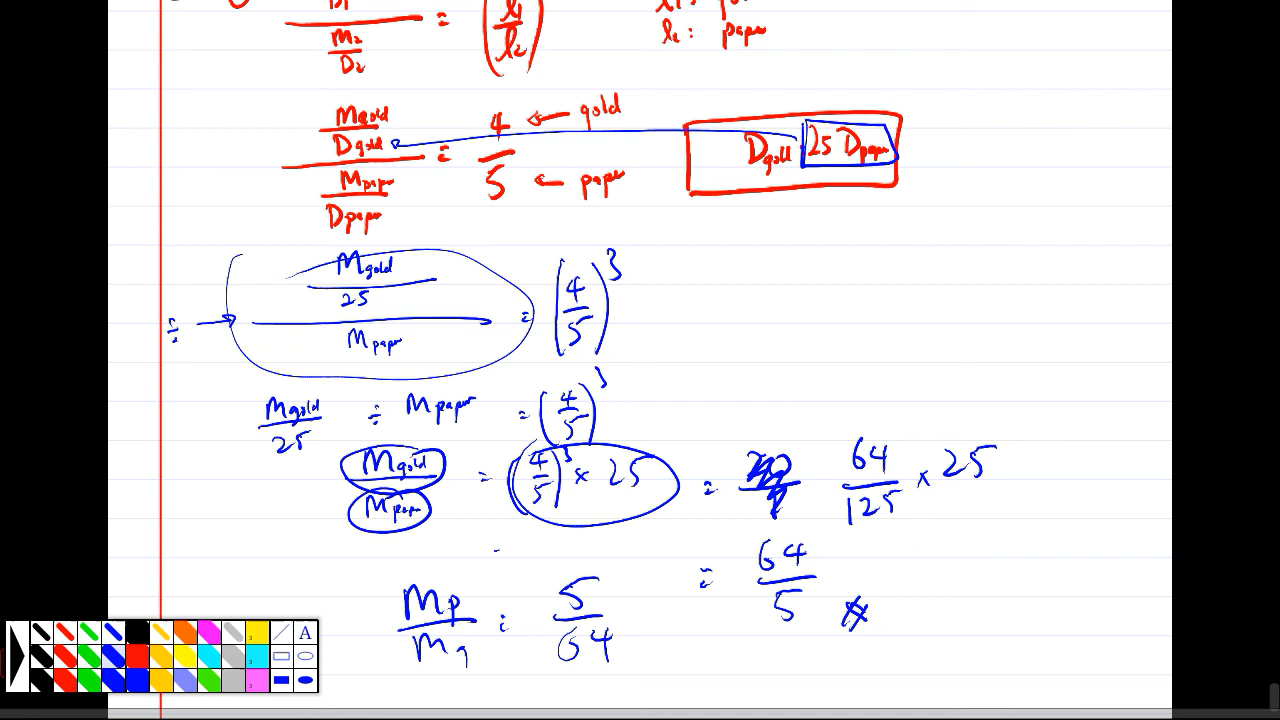 D1
M2
D2
= (l1/l2)
l2: paper
Mgold
Dgold
Mpaper
Dpaper
= 4/5
← gold
← paper
Dgold 25 Dpaper
Mgold
25
Mpaper
= (4/5)^3
÷ →
Mgold/25 ÷ Mpaper = (4/5)^3
Mgold/Mpaper = (4/5)^3 × 25 = 64/125 × 25
= 64/5
Mp/Mg = 5/64
A